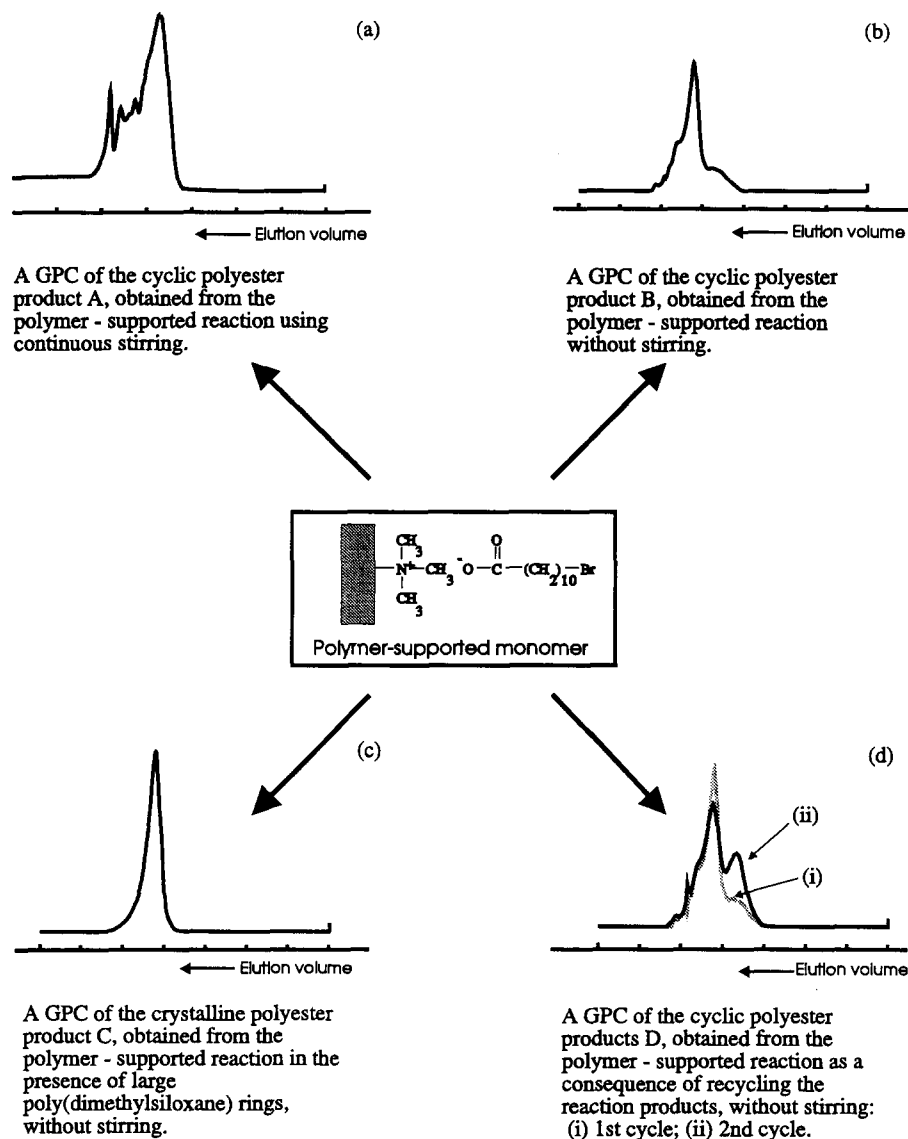 (a)
(b)
Elution volume
Elution volume
A GPC of the cyclic polyester
product A, obtained from the
polymer - supported reaction using
continuous stirring.
A GPC of the cyclic polyester
product B, obtained from the
polymer - supported reaction
without stirring.
CH3 O
N+—CH3 -O—C—(CH2)10—Br
CH3
Polymer-supported monomer
(c)
(d)
(ii)
(i)
Elution volume
Elution volume
A GPC of the crystalline polyester
product C, obtained from the
polymer - supported reaction in the
presence of large
poly(dimethylsiloxane) rings,
without stirring.
A GPC of the cyclic polyester
products D, obtained from the
polymer - supported reaction as a
consequence of recycling the
reaction products, without stirring:
(i) 1st cycle; (ii) 2nd cycle.